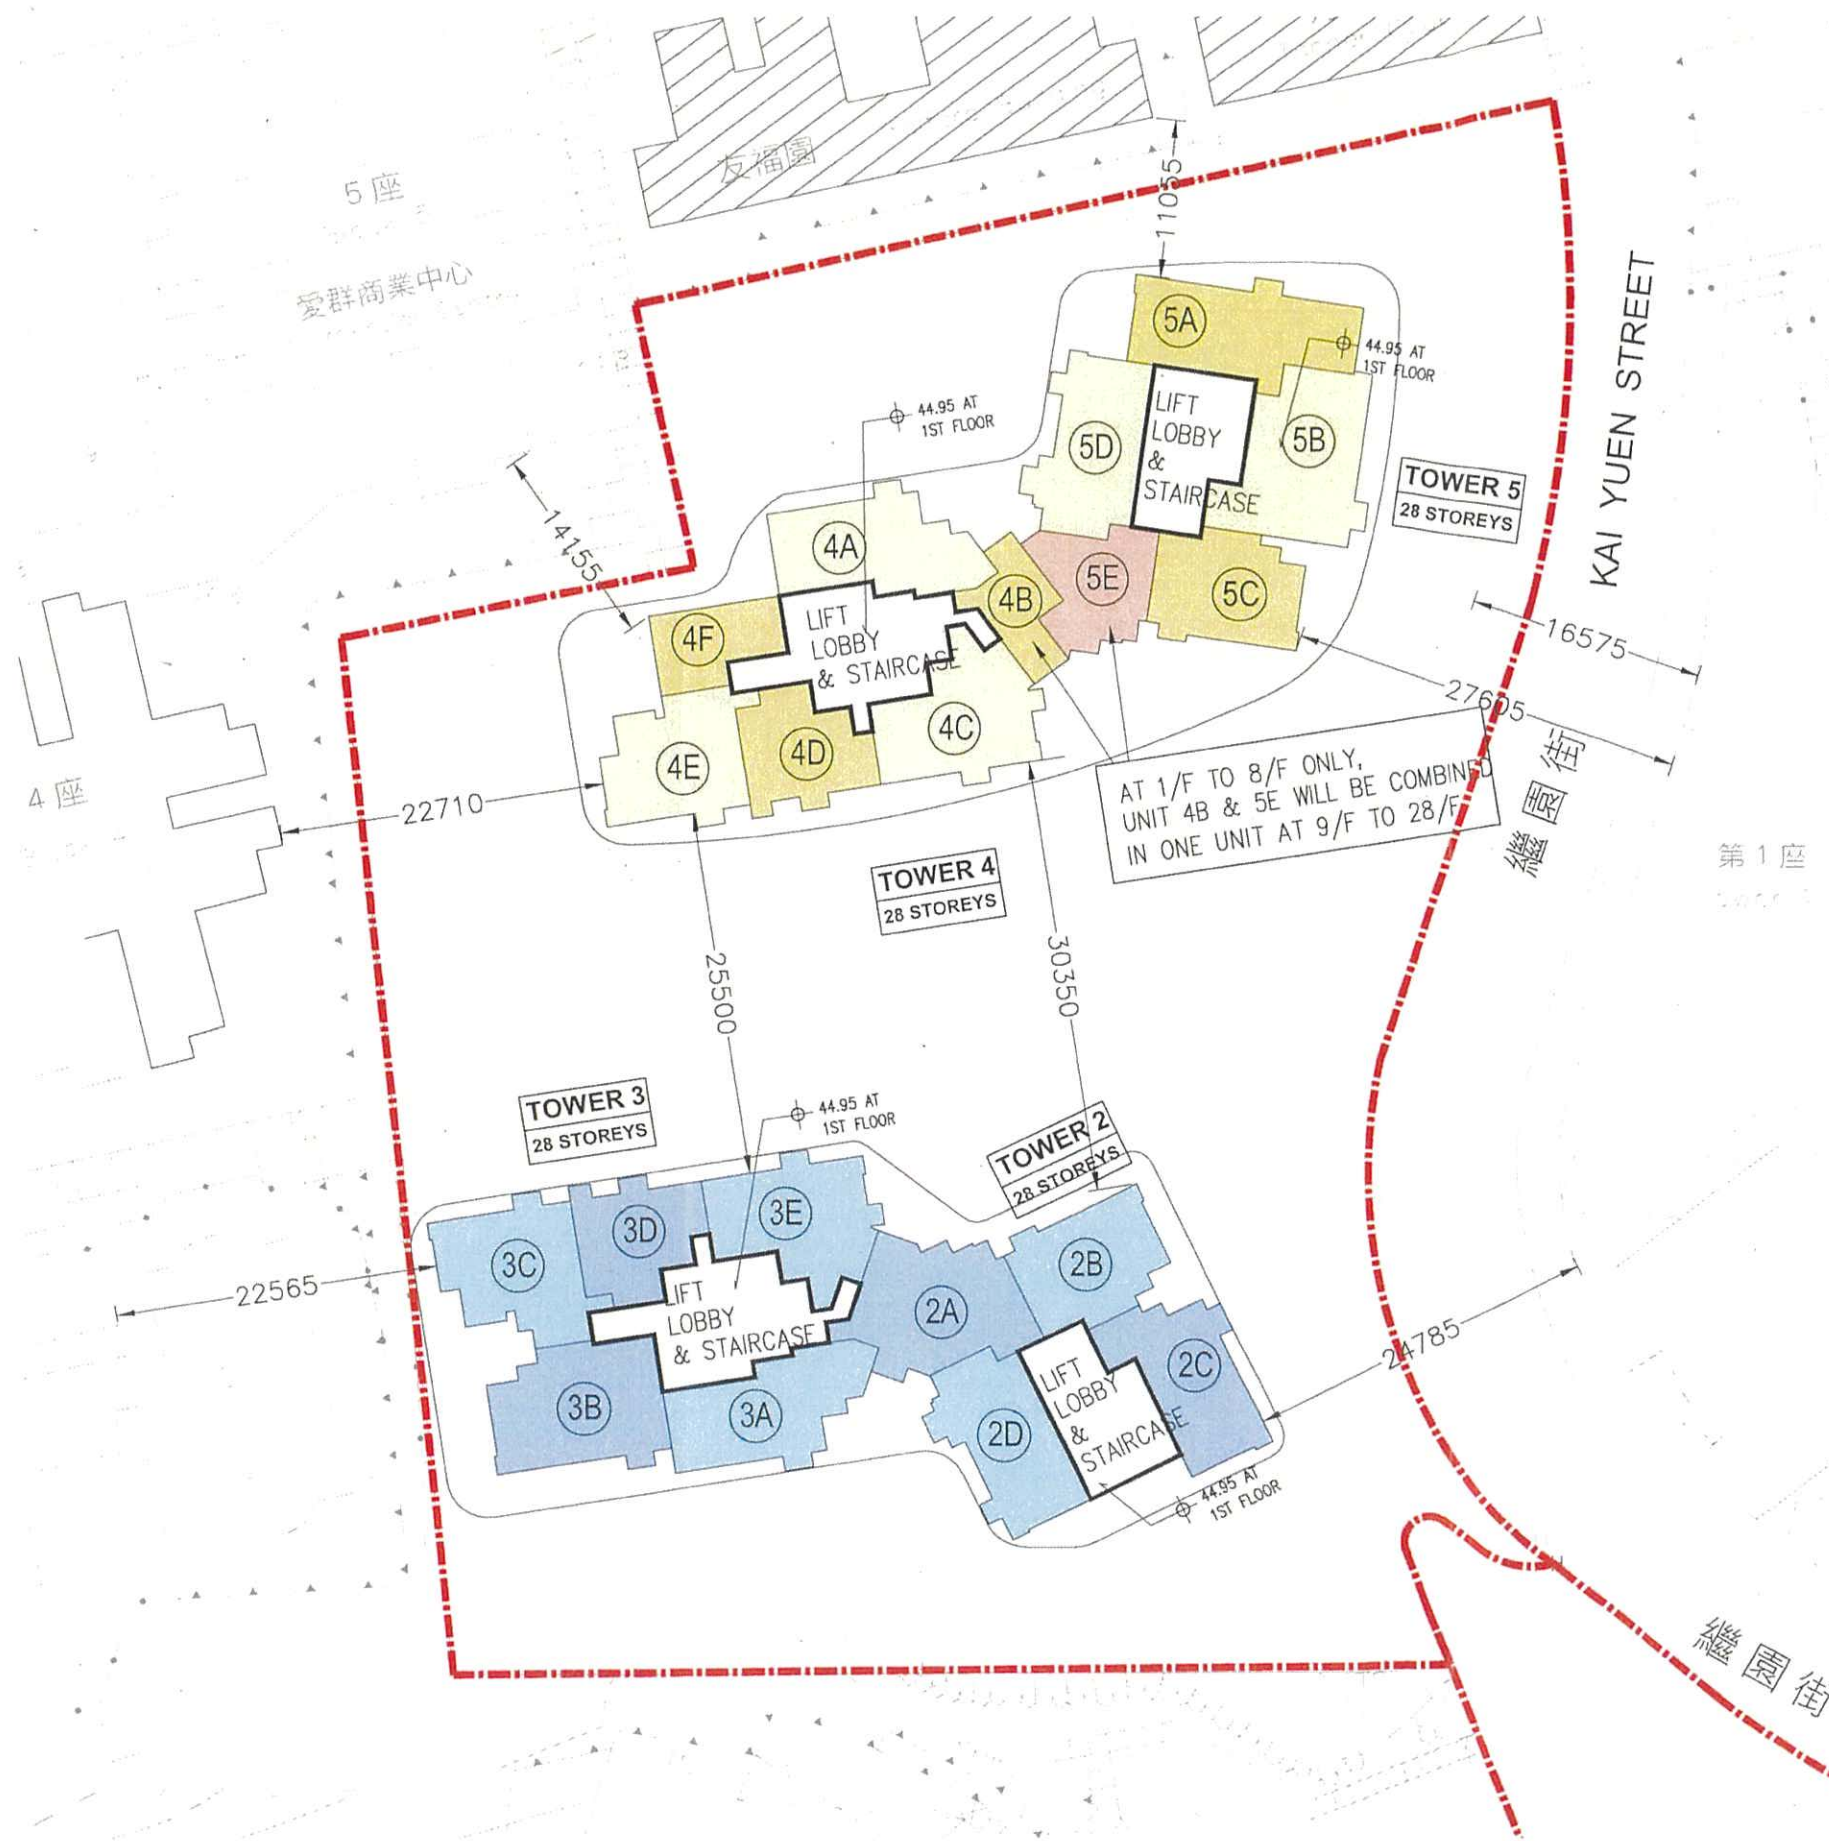 友福園
5座
愛群商業中心
11055
KAI YUEN STREET
5A
44.95 AT
1ST FLOOR
44.95 AT
1ST FLOOR
LIFT
LOBBY
&
STAIRCASE
5D
5B
TOWER 5
28 STOREYS
14155
4A
5E
5C
4B
16575
LIFT
LOBBY
& STAIRCASE
4F
27605
4C
4D
4E
繼園街
4座
22710
AT 1/F TO 8/F ONLY,
UNIT 4B & 5E WILL BE COMBINED
IN ONE UNIT AT 9/F TO 28/F
第1座
TOWER 4
28 STOREYS
25500
30350
TOWER 3
28 STOREYS
44.95 AT
1ST FLOOR
TOWER 2
28 STOREYS
3E
3D
3C
2B
22565
LIFT
LOBBY
& STAIRCASE
2A
24785
2C
LIFT
LOBBY
&
STAIRCASE
3B
3A
2D
44.95 AT
1ST FLOOR
繼園街